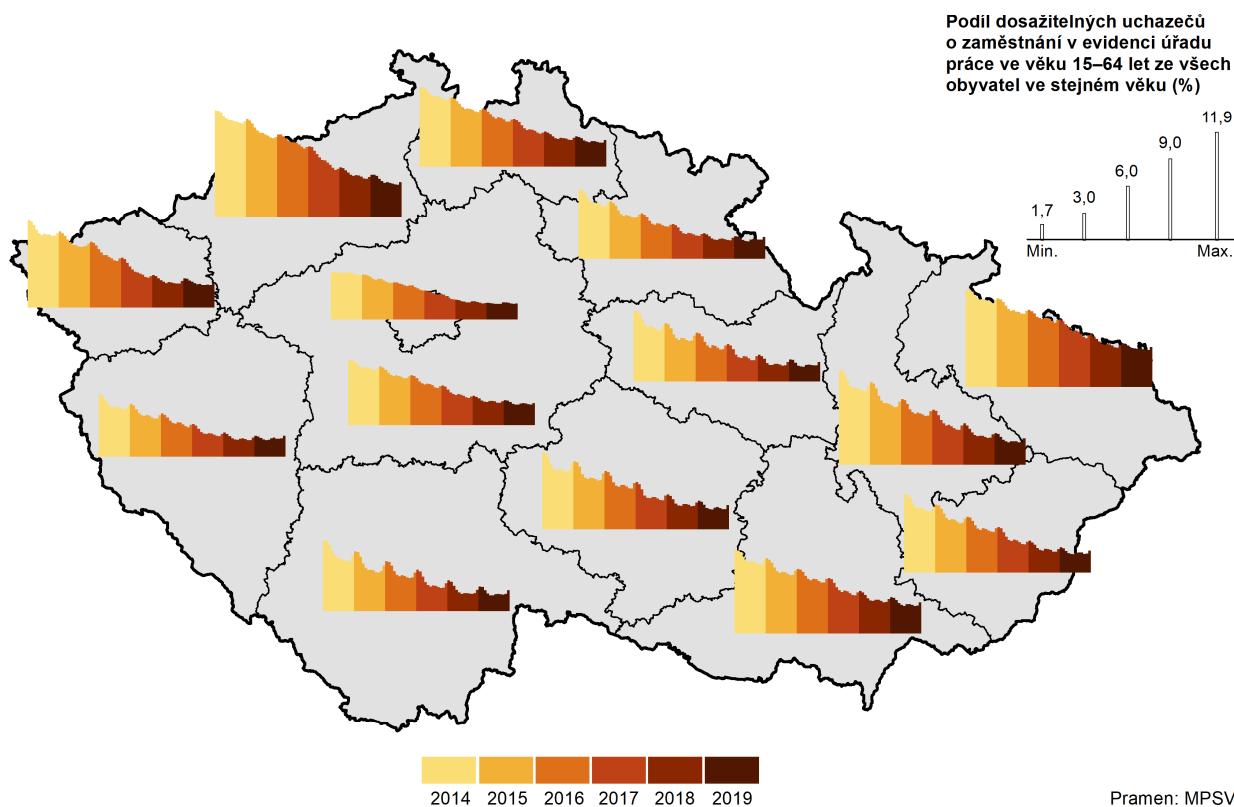 Podíl dosažitelných uchazečů
o zaměstnání v evidenci úřadu
práce ve věku 15–64 let ze všech
obyvatel ve stejném věku (%)
11,9
9,0
6,0
3,0
1,7
Min.
Max.
2014 2015 2016 2017 2018 2019
Pramen: MPSV